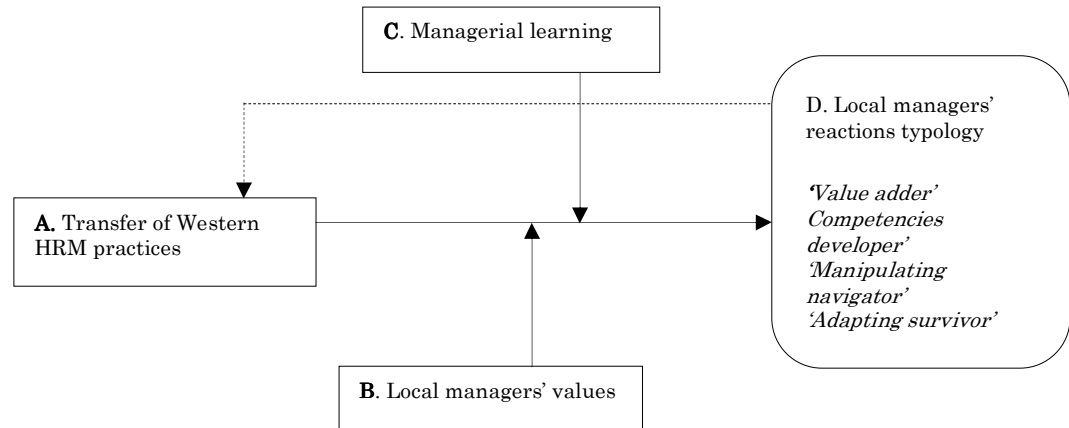 C. Managerial learning
D. Local managers’
reactions typology
‘Value adder’
Competencies
developer’
‘Manipulating
navigator’
‘Adapting survivor’
A. Transfer of Western
HRM practices
B. Local managers’ values